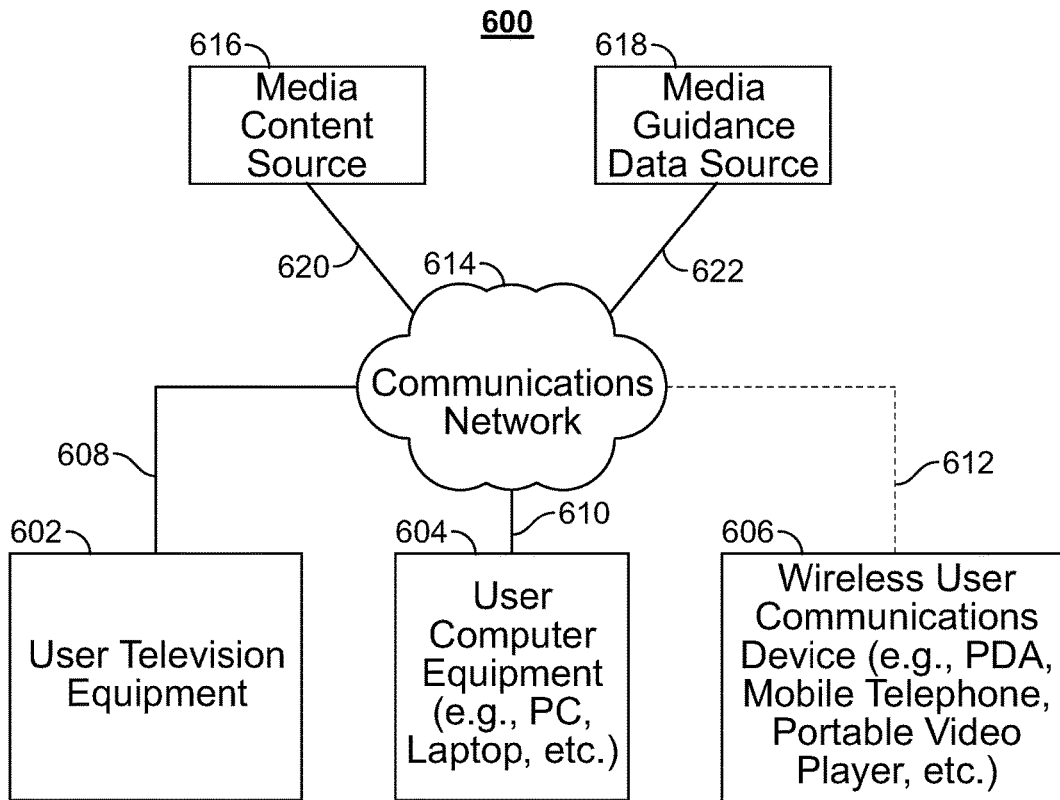 600
616
Media
Content
Source
618
Media
Guidance
Data Source
620
614
622
Communications
Network
608
610
612
602
User Television
Equipment
604
User
Computer
Equipment
(e.g., PC,
Laptop, etc.)
606
Wireless User
Communications
Device (e.g., PDA,
Mobile Telephone,
Portable Video
Player, etc.)